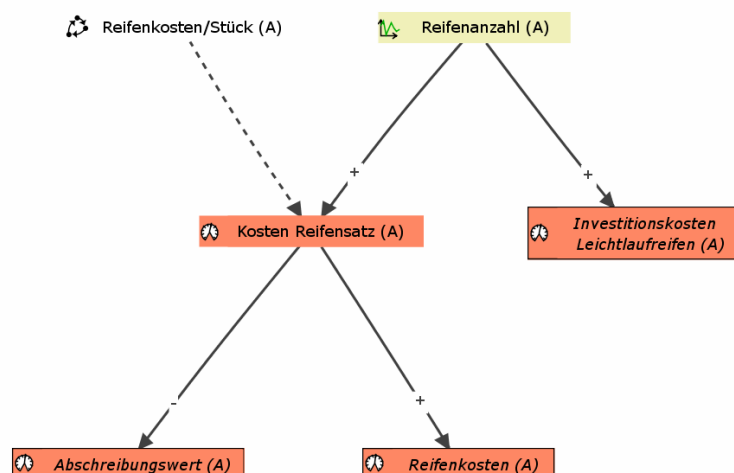 Reifenkosten/Stück (A)
Reifenanzahl (A)
+
+
Kosten Reifensatz (A)
Investitionskosten
Leichtlaufreifen (A)
-
+
Abschreibungswert (A)
Reifenkosten (A)